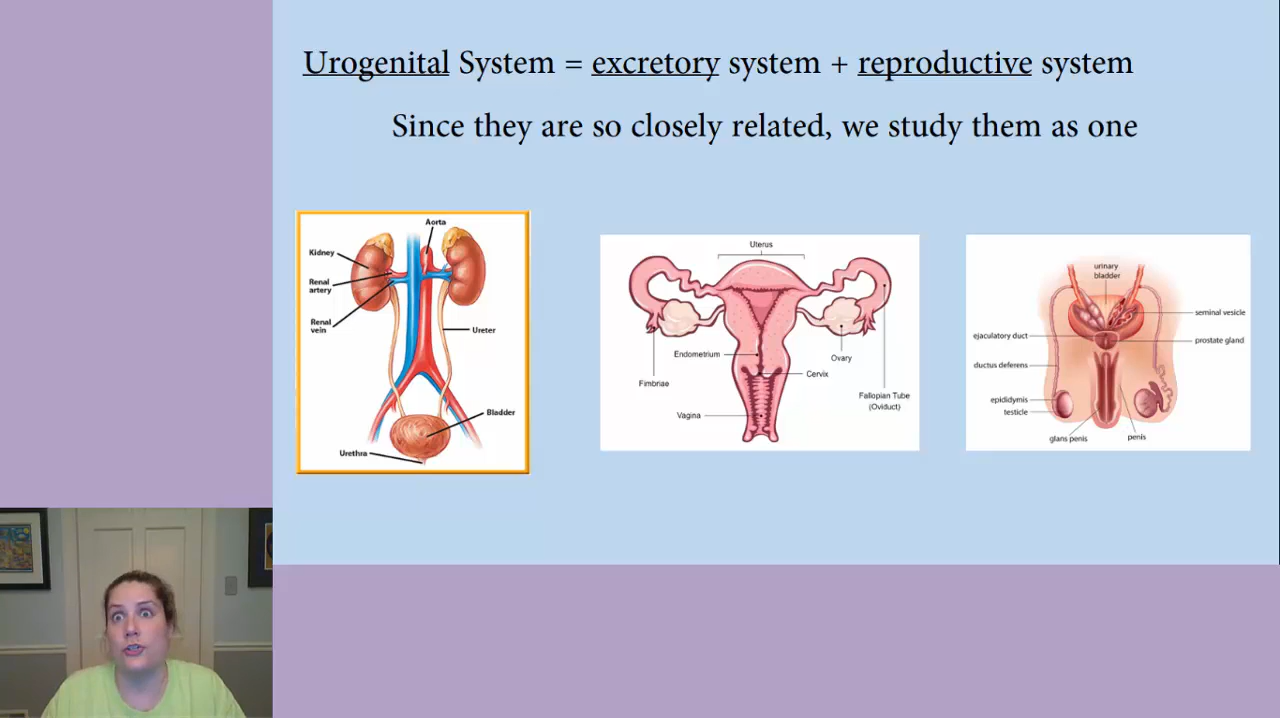 Urogenital System = excretory system + reproductive system
Since they are so closely related, we study them as one
Aorta
Kidney
Renal
artery
Renal
vein
Ureter
Bladder
Urethra
Uterus
Endometrium
Ovary
Cervix
Fimbriae
Fallopian Tube
(Oviduct)
Vagina
urinary
bladder
seminal vesicle
ejaculatory duct
prostate gland
ductus deferens
epididymis
testicle
glans penis
penis